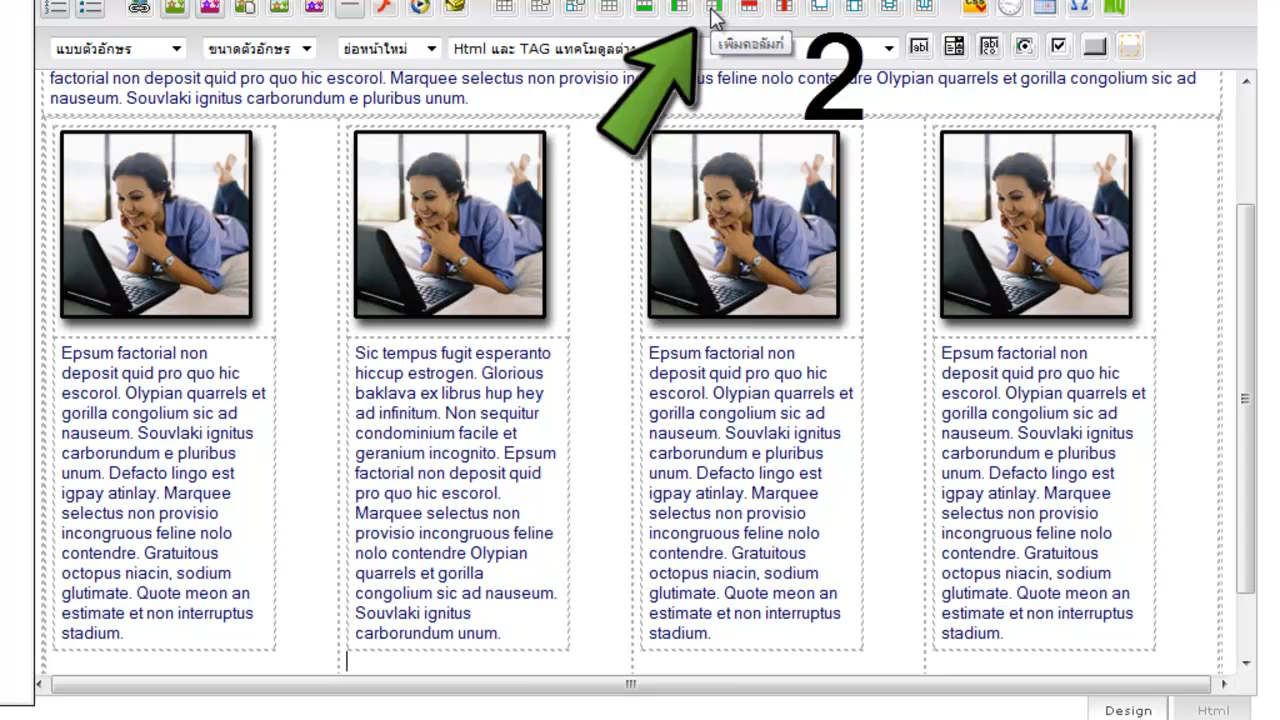 แบบตัวอักษร
ขนาดตัวอักษร
ย่อหน้าใหม่
Html และ TAG แทคโมดูลต่าง
เพิ่มคอลัมก์
2
factorial non deposit quid pro quo hic escorol. Marquee selectus non provisio in feline nolo contendre Olypian quarrels et gorilla congolium sic ad
nauseum. Souvlaki ignitus carborundum e pluribus unum.
Epsum factorial non
deposit quid pro quo hic
escorol. Olypian quarrels et
gorilla congolium sic ad
nauseum. Souvlaki ignitus
carborundum e pluribus
unum. Defacto lingo est
igpay atinlay. Marquee
selectus non provisio
incongruous feline nolo
contendre. Gratuitous
octopus niacin, sodium
glutimate. Quote meon an
estimate et non interruptus
stadium.
Sic tempus fugit esperanto
hiccup estrogen. Glorious
baklava ex librus hup hey
ad infinitum. Non sequitur
condominium facile et
geranium incognito. Epsum
factorial non deposit quid
pro quo hic escorol.
Marquee selectus non
provisio incongruous feline
nolo contendre Olypian
quarrels et gorilla
congolium sic ad nauseum.
Souvlaki ignitus
carborundum unum.
Epsum factorial non
deposit quid pro quo hic
escorol. Olypian quarrels et
gorilla congolium sic ad
nauseum. Souvlaki ignitus
carborundum e pluribus
unum. Defacto lingo est
igpay atinlay. Marquee
selectus non provisio
incongruous feline nolo
contendre. Gratuitous
octopus niacin, sodium
glutimate. Quote meon an
estimate et non interruptus
stadium.
Epsum factorial non
deposit quid pro quo hic
escorol. Olypian quarrels et
gorilla congolium sic ad
nauseum. Souvlaki ignitus
carborundum e pluribus
unum. Defacto lingo est
igpay atinlay. Marquee
selectus non provisio
incongruous feline nolo
contendre. Gratuitous
octopus niacin, sodium
glutimate. Quote meon an
estimate et non interruptus
stadium.
Design
Html